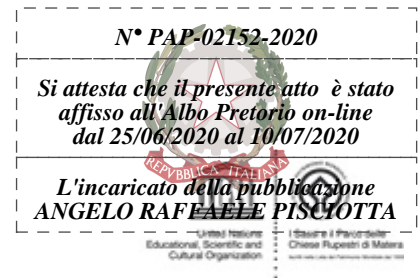 N° PAP-02152-2020
Si attesta che il presente atto è stato
affisso all'Albo Pretorio on-line
dal 25/06/2020 al 10/07/2020
REPVBBLICA ITALIANA
L'incaricato della pubblicazione
ANGELO RAFFAELE PISCIOTTA
United Nations
Educational, Scientific and
Cultural Organization
I Sassi e il Parco delle
Chiese Rupestri di Matera